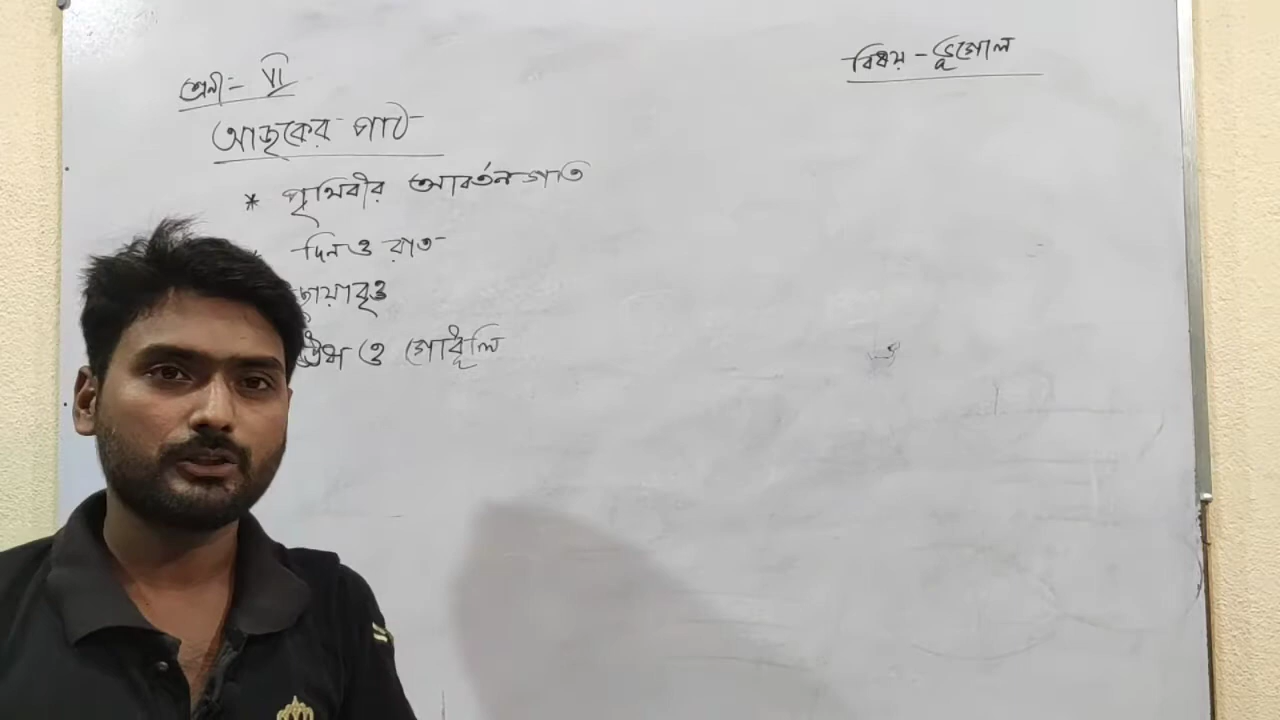 শ্রেনী:- VI
বিষয় - ভূগোল
আজকের পাঠ
* পৃথিবীর আবর্তন গতি
* দিন ও রাত
ছায়াবৃত্ত
ও গোধূলি